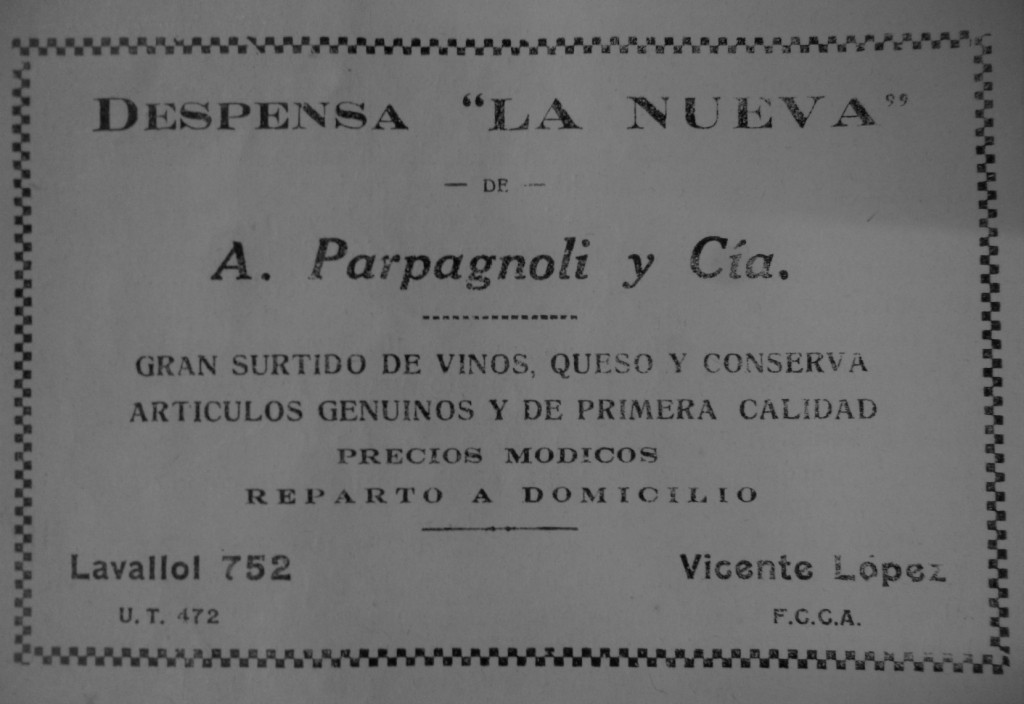 DESPENSA "LA NUEVA"
— DE —
A. Parpagnoli y Cía.
GRAN SURTIDO DE VINOS, QUESO Y CONSERVA
ARTICULOS GENUINOS Y DE PRIMERA CALIDAD
PRECIOS MODICOS
REPARTO A DOMICILIO
Lavallol 752
U. T. 472
Vicente López
F.C.C.A.